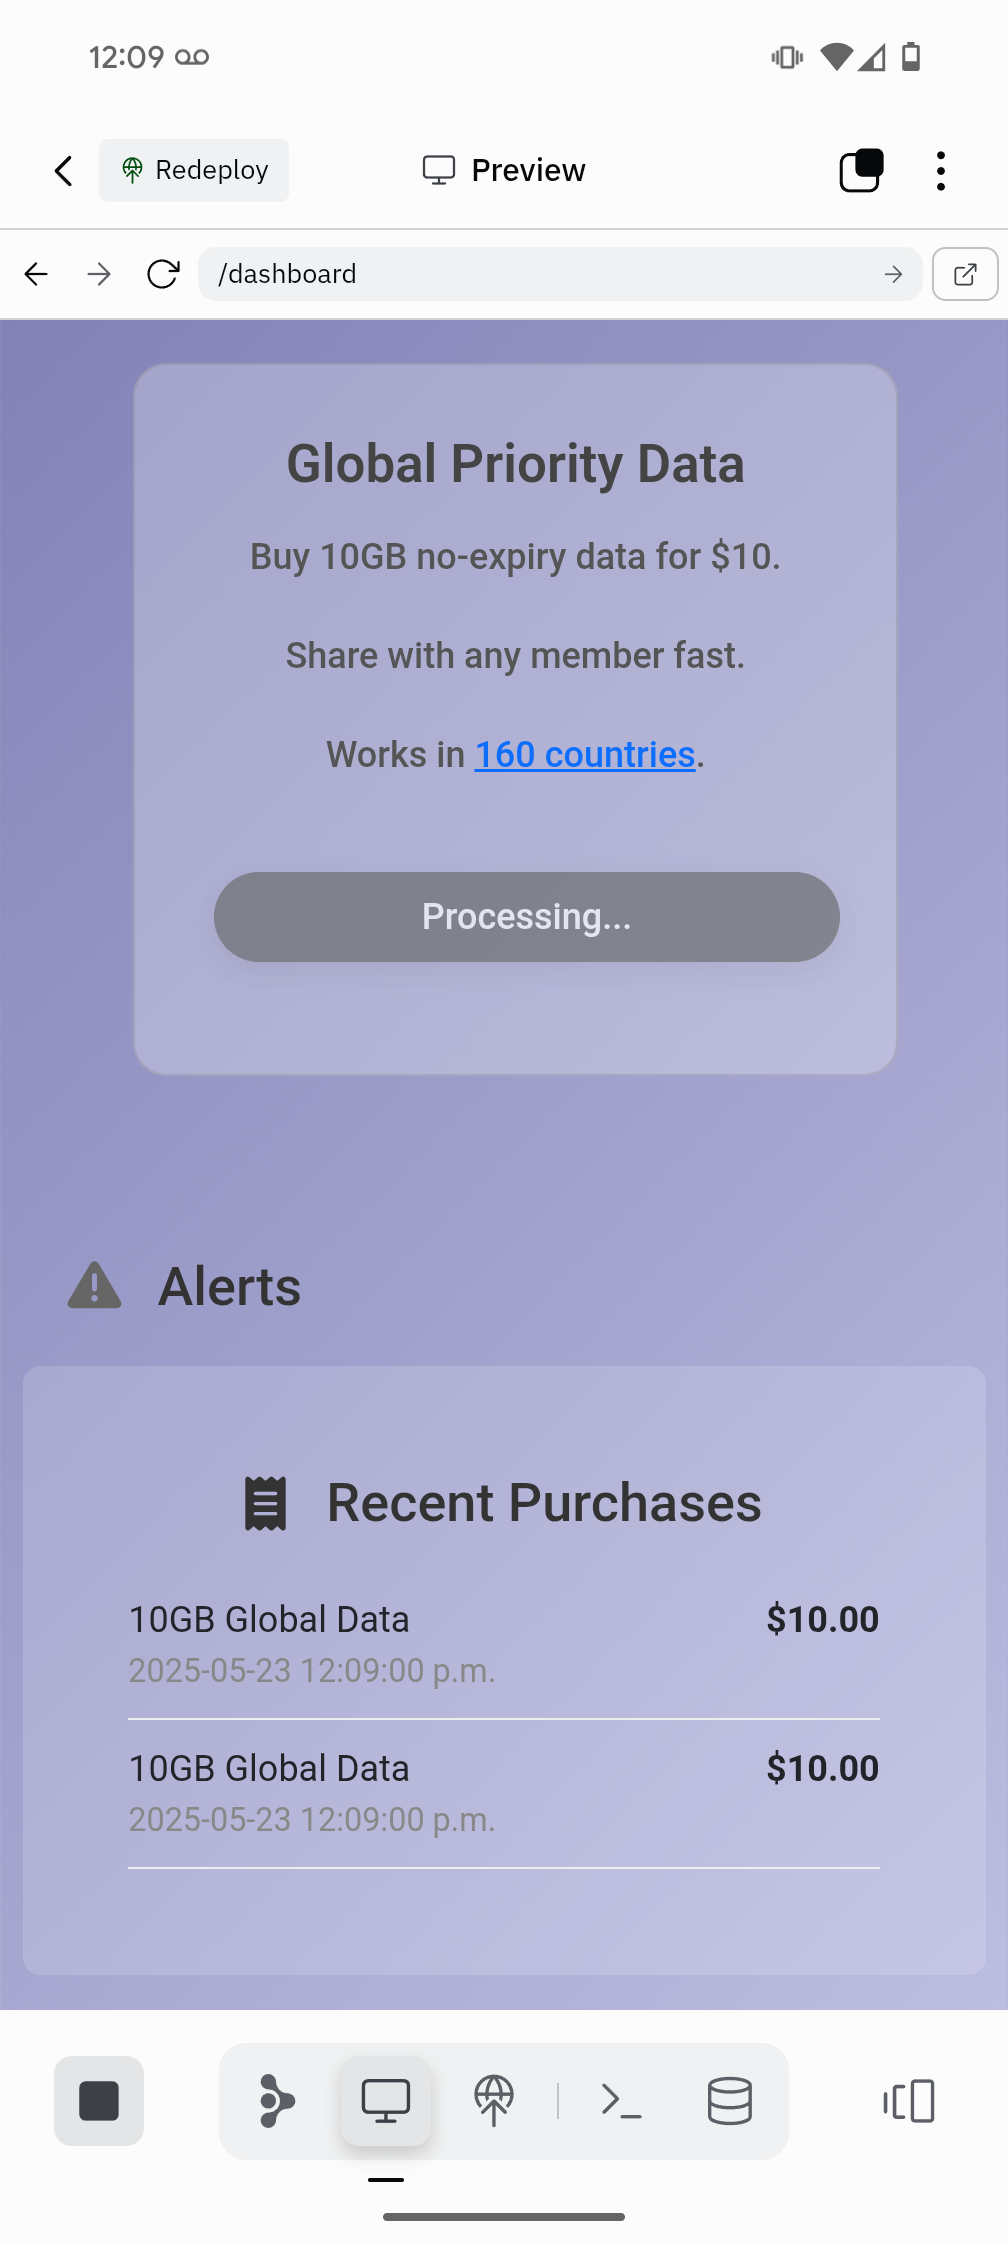 12:09
Redeploy
Preview
/dashboard
Global Priority Data
Buy 10GB no-expiry data for $10.
Share with any member fast.
Works in 160 countries.
Processing...
Alerts
Recent Purchases
10GB Global Data $10.00
2025-05-23 12:09:00 p.m.
10GB Global Data $10.00
2025-05-23 12:09:00 p.m.